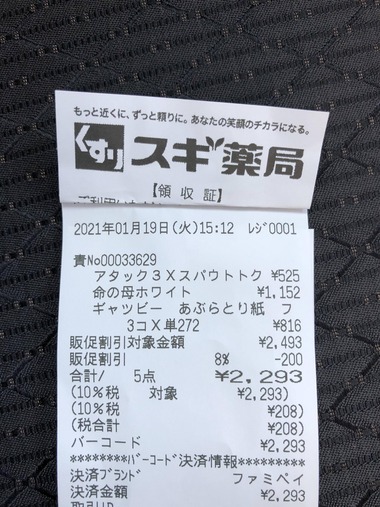 もっと近くに、ずっと頼りに。あなたの笑顔のチカラになる。
くすり スギ薬局
【領収証】
2021年01月19日(火)15:12 レジ0001
責No00033629
アタック3Xスパウトトク ¥525
命の母ホワイト ¥1,152
ギャッビー あぶらとり紙 フ
3コX単272 ¥816
販促割引対象金額 ¥2,493
販促割引 8% -200
合計/ 5点 ¥2,293
(10%税 対象 ¥2,293)
(10%税 ¥208)
(税合計 ¥208)
バーコード ¥2,293
********バーコード決済情報*********
決済ブランド ファミペイ
決済金額 ¥2,293